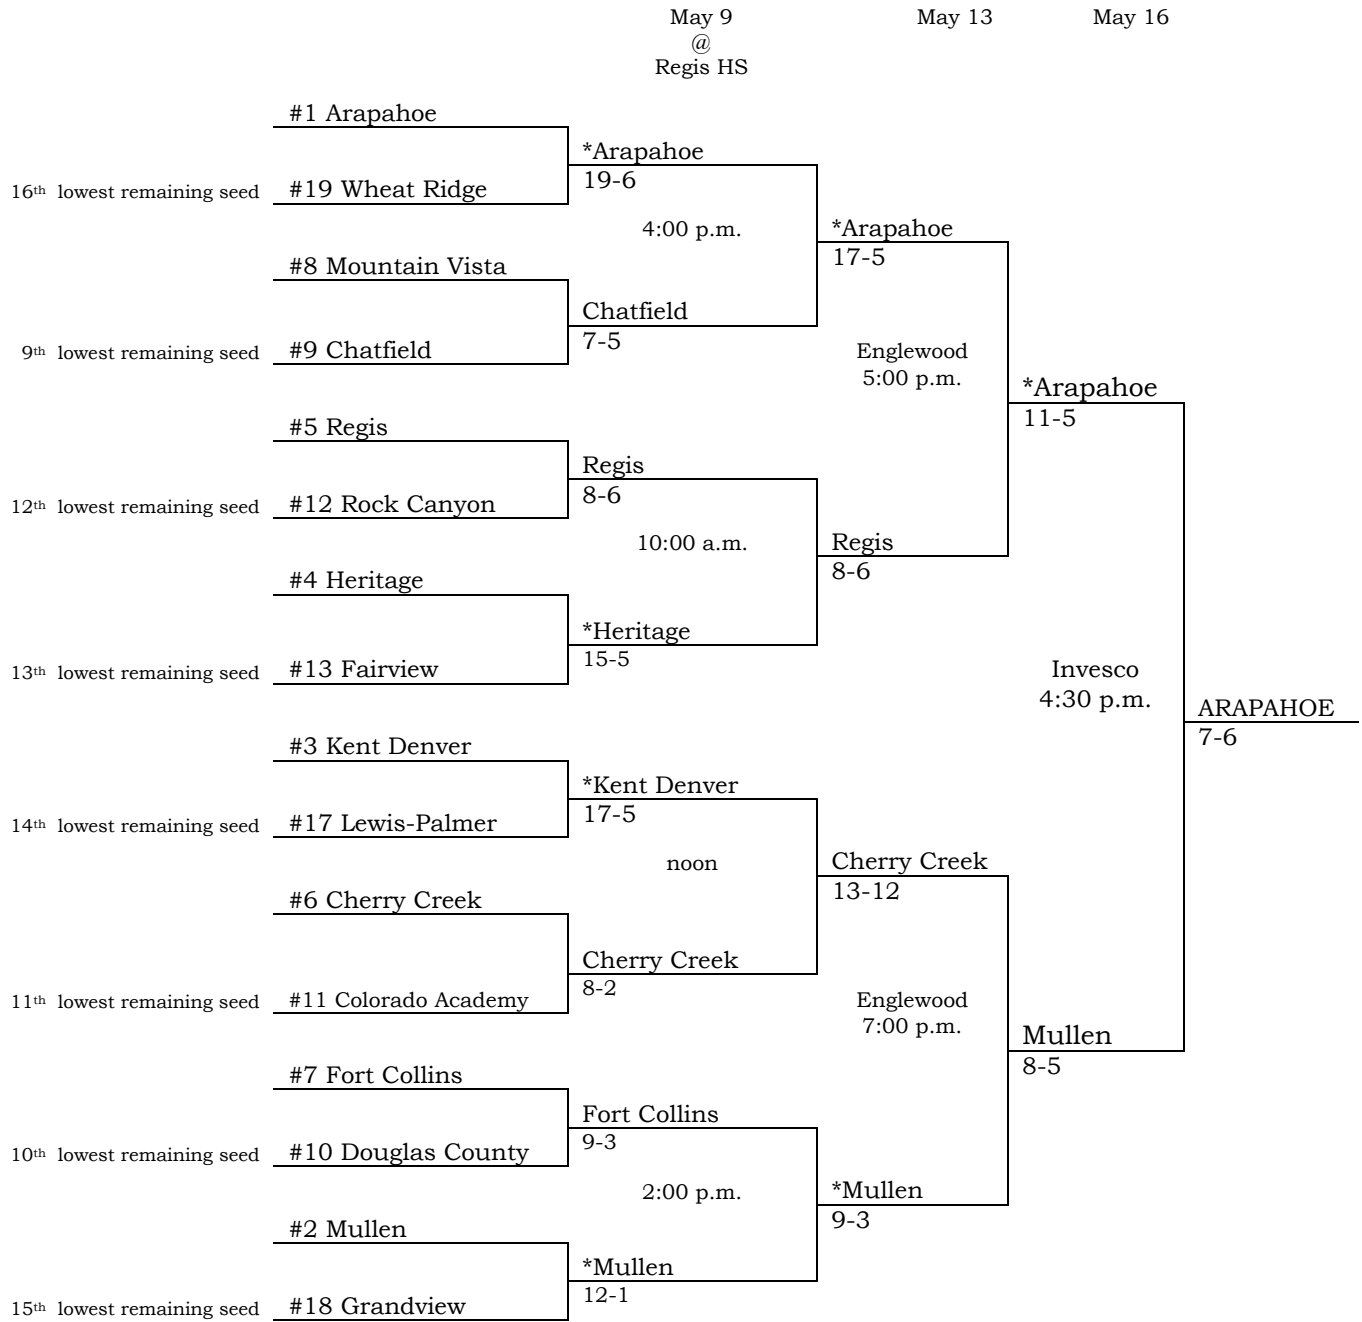 May 9
@
Regis HS
May 13
May 16
#1 Arapahoe
16th lowest remaining seed
#19 Wheat Ridge
*Arapahoe
19-6
4:00 p.m.
#8 Mountain Vista
9th lowest remaining seed
#9 Chatfield
Chatfield
7-5
*Arapahoe
17-5
Englewood
5:00 p.m.
#5 Regis
12th lowest remaining seed
#12 Rock Canyon
Regis
8-6
10:00 a.m.
#4 Heritage
13th lowest remaining seed
#13 Fairview
*Heritage
15-5
Regis
8-6
*Arapahoe
11-5
Invesco
4:30 p.m.
ARAPAHOE
7-6
#3 Kent Denver
14th lowest remaining seed
#17 Lewis-Palmer
*Kent Denver
17-5
noon
#6 Cherry Creek
11th lowest remaining seed
#11 Colorado Academy
Cherry Creek
8-2
Cherry Creek
13-12
Englewood
7:00 p.m.
Mullen
8-5
#7 Fort Collins
10th lowest remaining seed
#10 Douglas County
Fort Collins
9-3
2:00 p.m.
#2 Mullen
15th lowest remaining seed
#18 Grandview
*Mullen
12-1
*Mullen
9-3